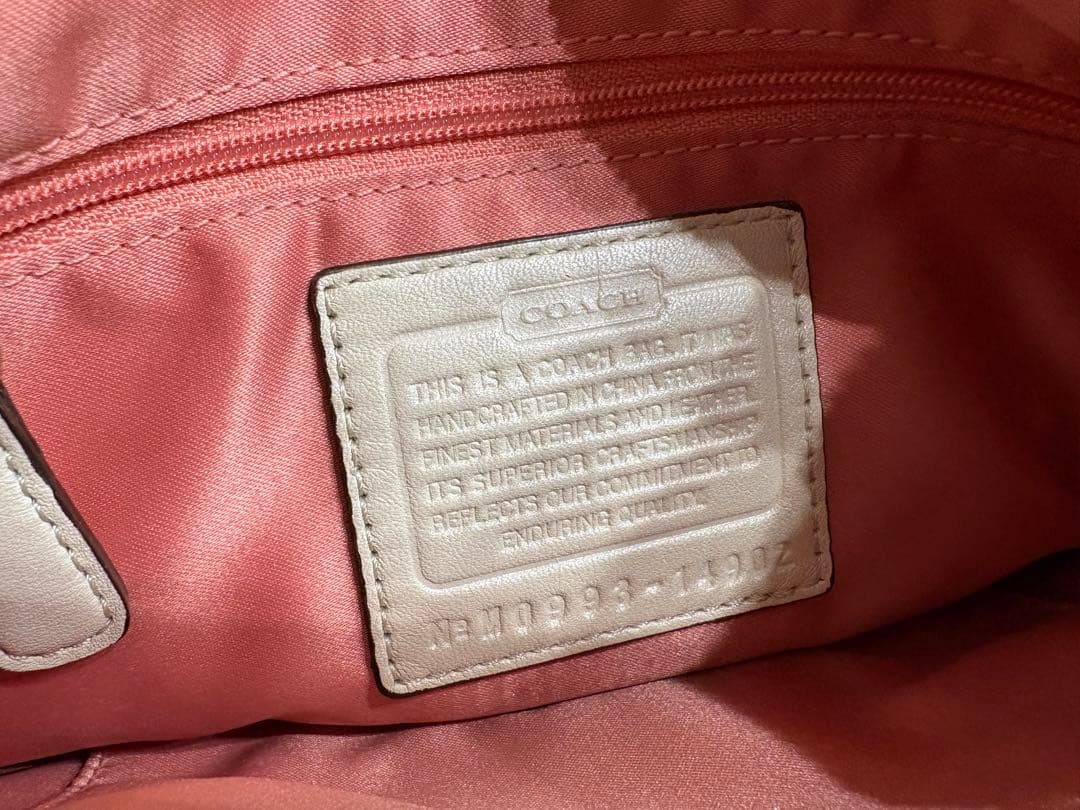 COACH
THIS IS A COACH BAG. IT WAS
HANDCRAFTED IN CHINA FROM THE
FINEST MATERIALS AND LEATHER.
ITS SUPERIOR CRAFTSMANSHIP
REFLECTS OUR COMMITMENT TO
ENDURING QUALITY.
Nº M0993-14902